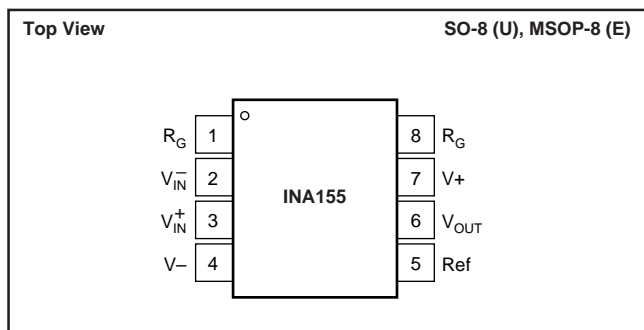 Top View SO-8 (U), MSOP-8 (E)
R_G 1 8 R_G
V_IN^– 2 7 V+
INA155
V_IN^+ 3 6 V_OUT
V– 4 5 Ref